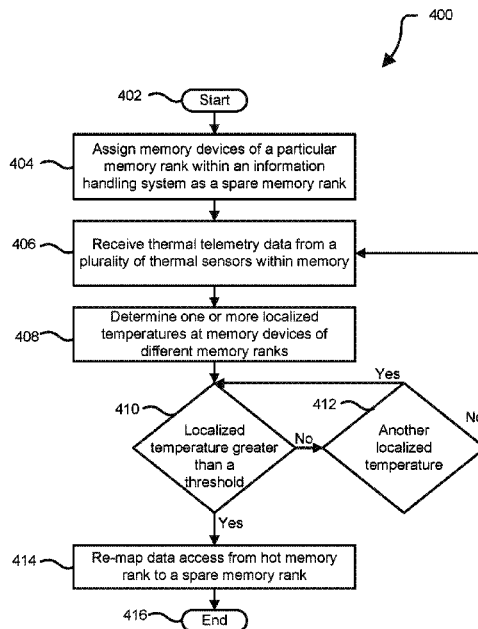 400
402
Start
404
Assign memory devices of a particular
memory rank within an information
handling system as a spare memory rank
406
Receive thermal telemetry data from a
plurality of thermal sensors within memory
408
Determine one or more localized
temperatures at memory devices of
different memory ranks
Yes
410
412
No
Localized
temperature greater
than a
threshold
No
Another
localized
temperature
Yes
414
Re-map data access from hot memory
rank to a spare memory rank
416
End